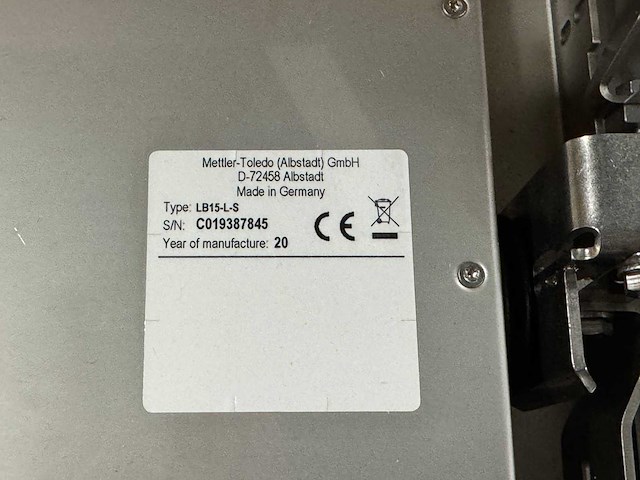 Mettler-Toledo (Albstadt) GmbH
D-72458 Albstadt
Made in Germany
Type: LB15-L-S
S/N: C019387845
Year of manufacture: 20
CE